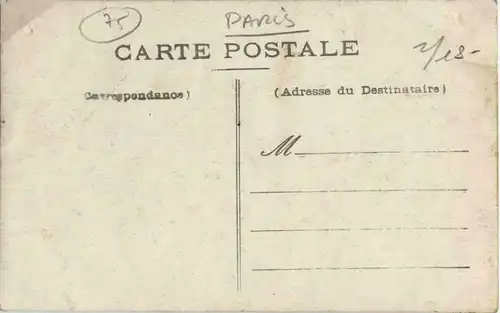 75
PARIS
CARTE POSTALE
2/18-
Correspondance)
(Adresse du Destinataire)
M